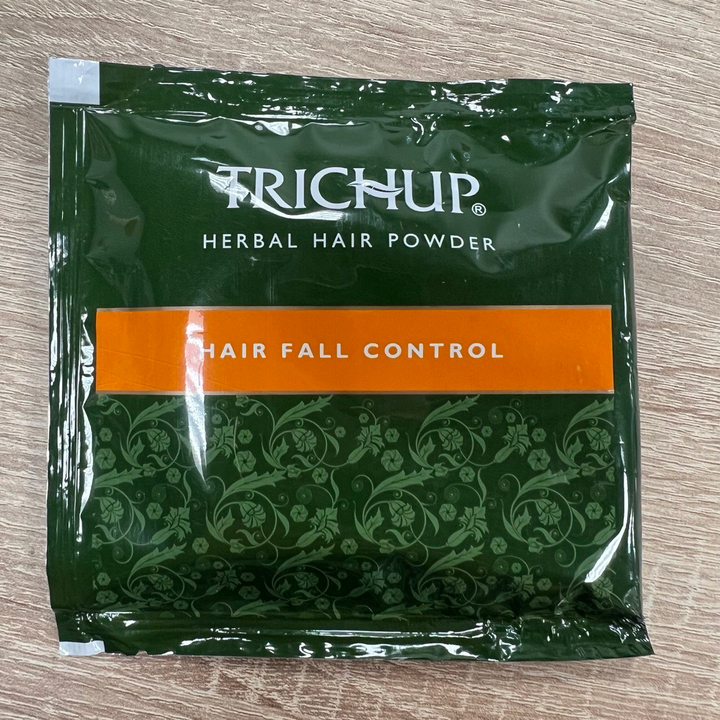 TRICHUP®
HERBAL HAIR POWDER
HAIR FALL CONTROL